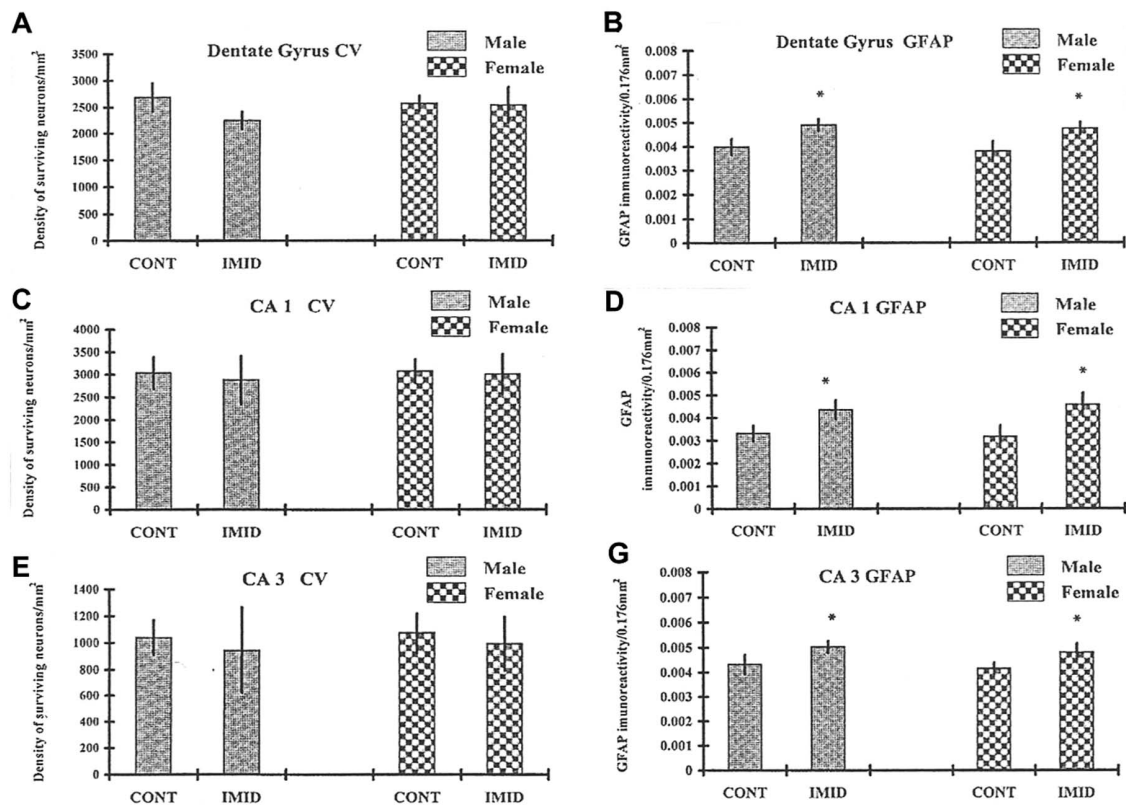 A
Dentate Gyrus CV
Male
Female
Density of surviving neurons/mm²
3500
3000
2500
2000
1500
1000
500
0
CONT IMID CONT IMID
B
Dentate Gyrus GFAP
Male
Female
GFAP immunoreactivity/0.176mm²
0.008
0.007
0.006
0.005
0.004
0.003
0.002
0.001
0
*
*
CONT IMID CONT IMID
C
CA 1 CV
Male
Female
Density of surviving neurons/mm²
4000
3500
3000
2500
2000
1500
1000
500
0
CONT IMID CONT IMID
D
CA 1 GFAP
Male
Female
GFAP
immunoreactivity/0.176mm²
0.008
0.007
0.006
0.005
0.004
0.003
0.002
0.001
0
*
*
CONT IMID CONT IMID
E
CA 3 CV
Male
Female
Density of surviving neurons/mm²
1400
1200
1000
800
600
400
200
0
CONT IMID CONT IMID
G
CA 3 GFAP
Male
Female
GFAP imunoreactivity/0.176mm²
0.008
0.007
0.006
0.005
0.004
0.003
0.002
0.001
0
*
*
CONT IMID CONT IMID